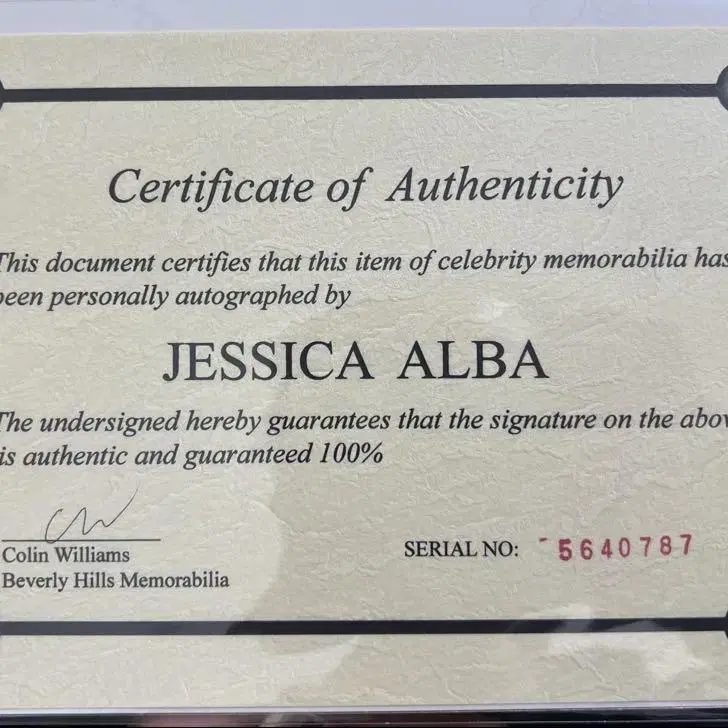 Certificate of Authenticity
This document certifies that this item of celebrity memorabilia has
been personally autographed by
JESSICA ALBA
The undersigned hereby guarantees that the signature on the abov
is authentic and guaranteed 100%
CW
Colin Williams
Beverly Hills Memorabilia
SERIAL NO: 5640787